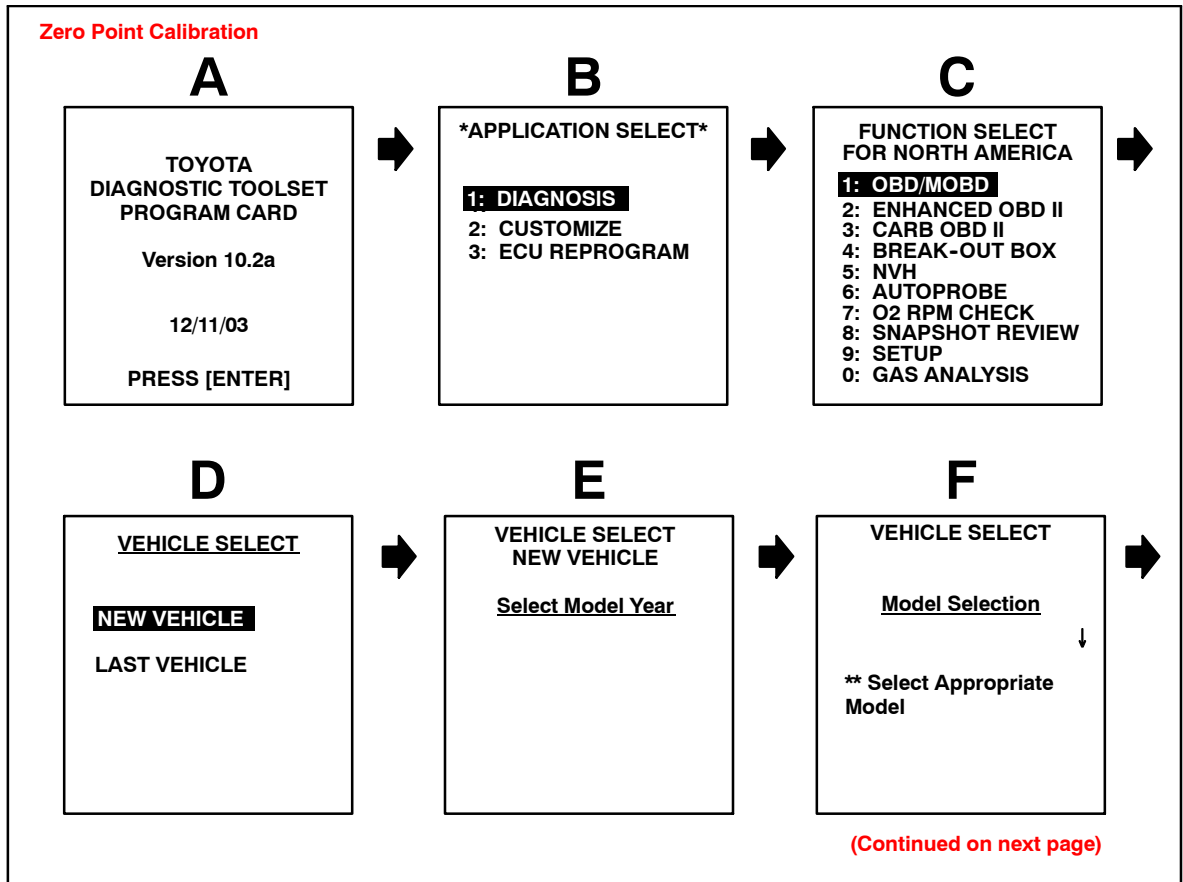 Zero Point Calibration
A
TOYOTA
DIAGNOSTIC TOOLSET
PROGRAM CARD
Version 10.2a
12/11/03
PRESS [ENTER]
B
*APPLICATION SELECT*
1: DIAGNOSIS
2: CUSTOMIZE
3: ECU REPROGRAM
C
FUNCTION SELECT
FOR NORTH AMERICA
1: OBD/MOBD
2: ENHANCED OBD II
3: CARB OBD II
4: BREAK-OUT BOX
5: NVH
6: AUTOPROBE
7: O2 RPM CHECK
8: SNAPSHOT REVIEW
9: SETUP
0: GAS ANALYSIS
D
VEHICLE SELECT
NEW VEHICLE
LAST VEHICLE
E
VEHICLE SELECT
NEW VEHICLE
Select Model Year
F
VEHICLE SELECT
Model Selection
** Select Appropriate
Model
(Continued on next page)